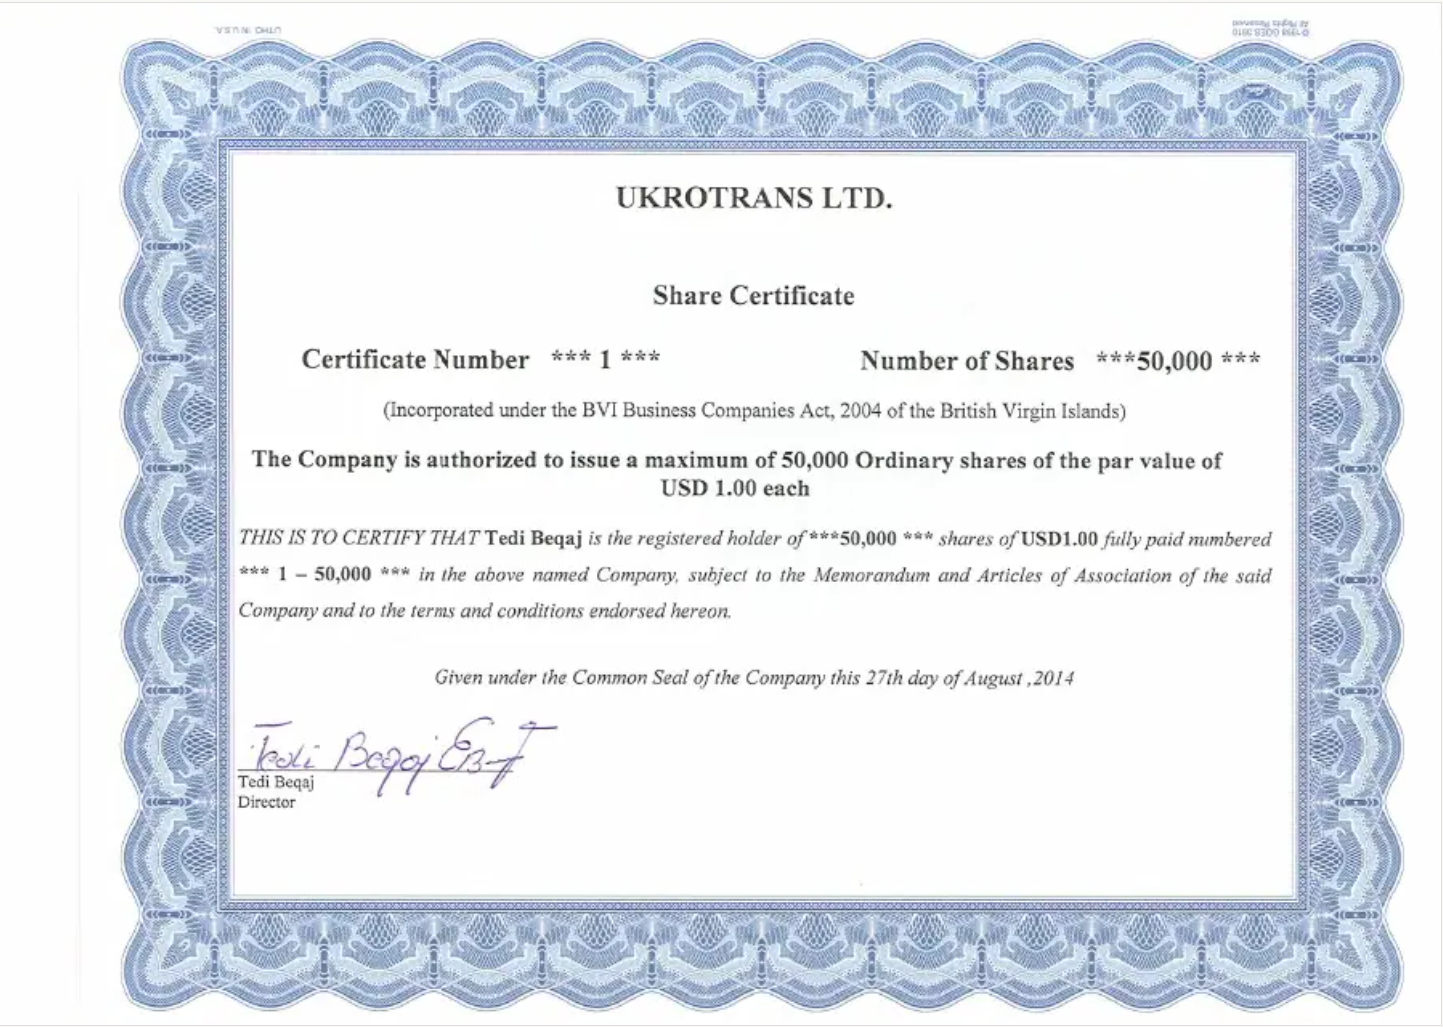 LITHO. IN U.S.A.
© 1998 GOES 3210
All Rights Reserved
UKROTRANS LTD.
Share Certificate
Certificate Number *** 1 *** Number of Shares ***50,000 ***
(Incorporated under the BVI Business Companies Act, 2004 of the British Virgin Islands)
The Company is authorized to issue a maximum of 50,000 Ordinary shares of the par value of
USD 1.00 each
THIS IS TO CERTIFY THAT Tedi Beqaj is the registered holder of ***50,000 *** shares of USD1.00 fully paid numbered
*** 1 – 50,000 *** in the above named Company, subject to the Memorandum and Articles of Association of the said
Company and to the terms and conditions endorsed hereon.
Given under the Common Seal of the Company this 27th day of August ,2014
Tedi Beqaj
Tedi Beqaj
Director